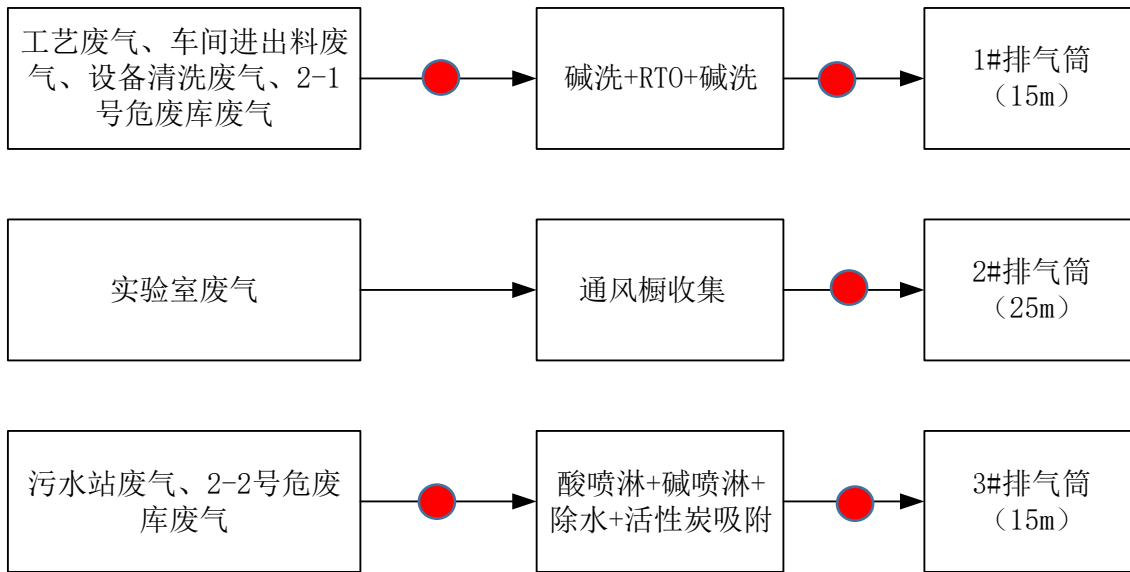 工艺废气、车间进出料废
气、设备清洗废气、2-1
号危废库废气
碱洗+RTO+碱洗
1#排气筒
（15m）
实验室废气
通风橱收集
2#排气筒
（25m）
污水站废气、2-2号危废
库废气
酸喷淋+碱喷淋+
除水+活性炭吸附
3#排气筒
（15m）